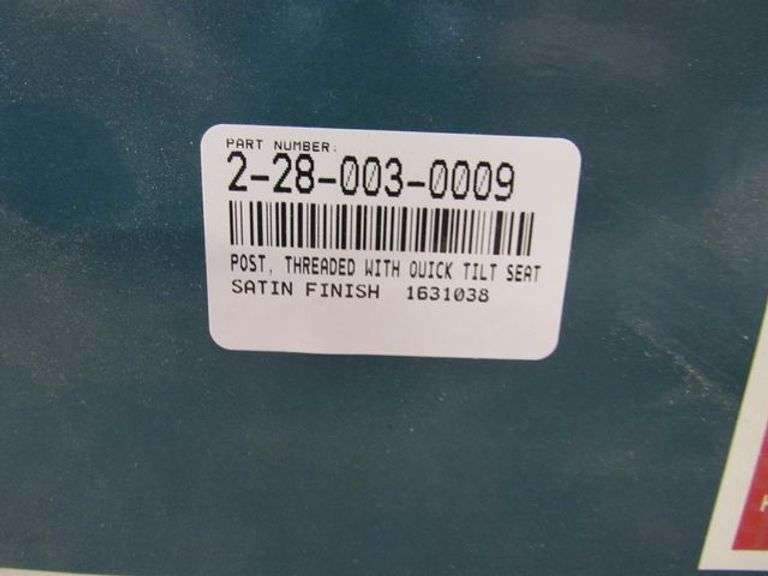 PART NUMBER:
2-28-003-0009
POST, THREADED WITH QUICK TILT SEAT
SATIN FINISH 1631038